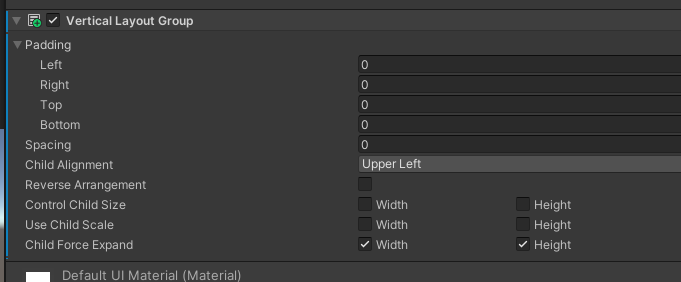 Vertical Layout Group
Padding
Left 0
Right 0
Top 0
Bottom 0
Spacing 0
Child Alignment Upper Left
Reverse Arrangement
Control Child Size Width Height
Use Child Scale Width Height
Child Force Expand Width Height
Default UI Material (Material)